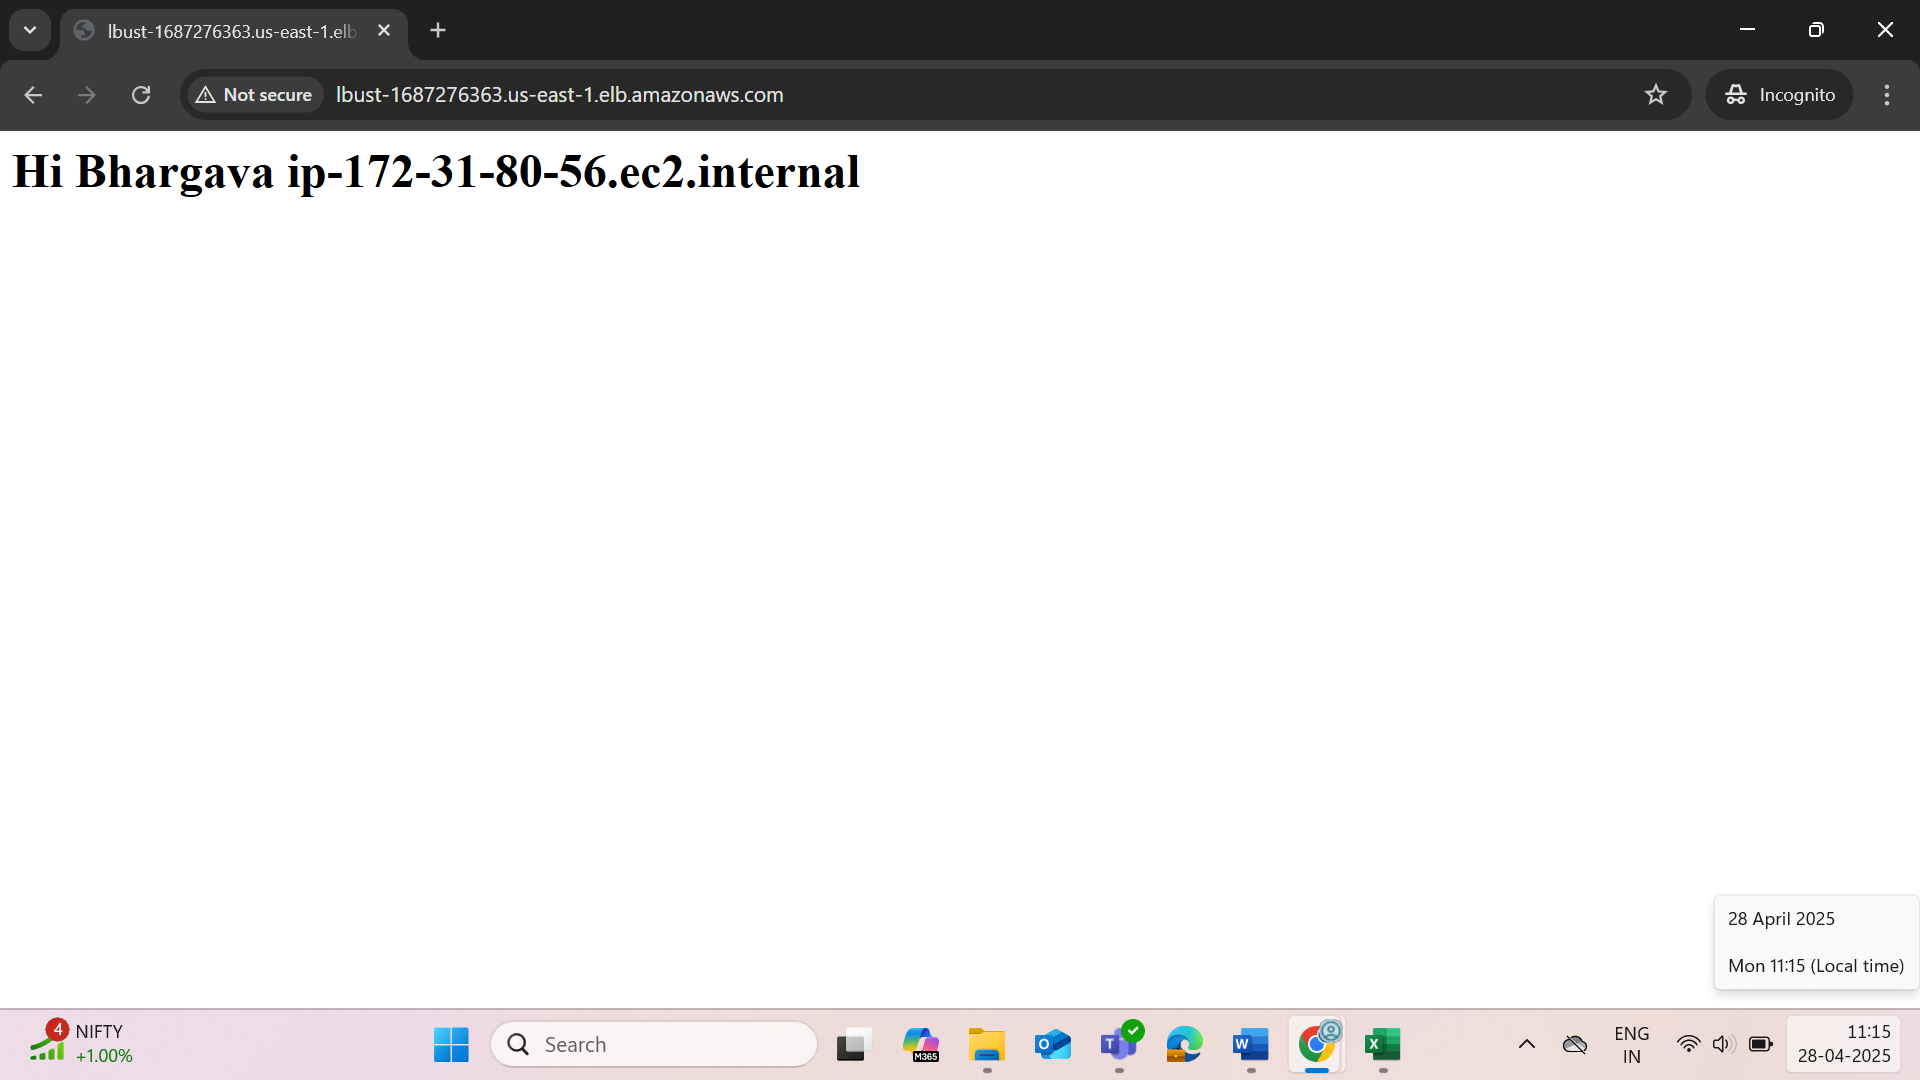 lbust-1687276363.us-east-1.elb
Not secure
lbust-1687276363.us-east-1.elb.amazonaws.com
Incognito
Hi Bhargava ip-172-31-80-56.ec2.internal
28 April 2025
Mon 11:15 (Local time)
4
NIFTY
+1.00%
Search
M365
O
T
W
X
ENG
IN
11:15
28-04-2025